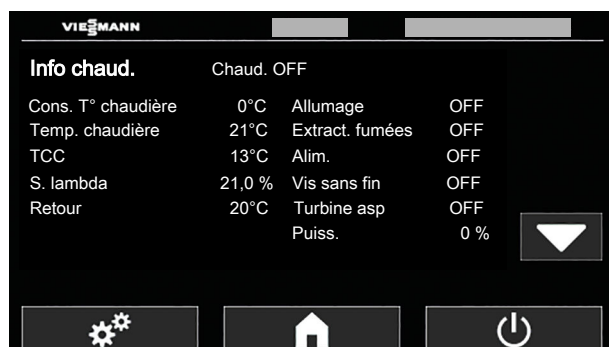 VIESMANN
Info chaud. Chaud. OFF
Cons. T° chaudière 0°C Allumage OFF
Temp. chaudière 21°C Extract. fumées OFF
TCC 13°C Alim. OFF
S. lambda 21,0 % Vis sans fin OFF
Retour 20°C Turbine asp OFF
Puiss. 0 %